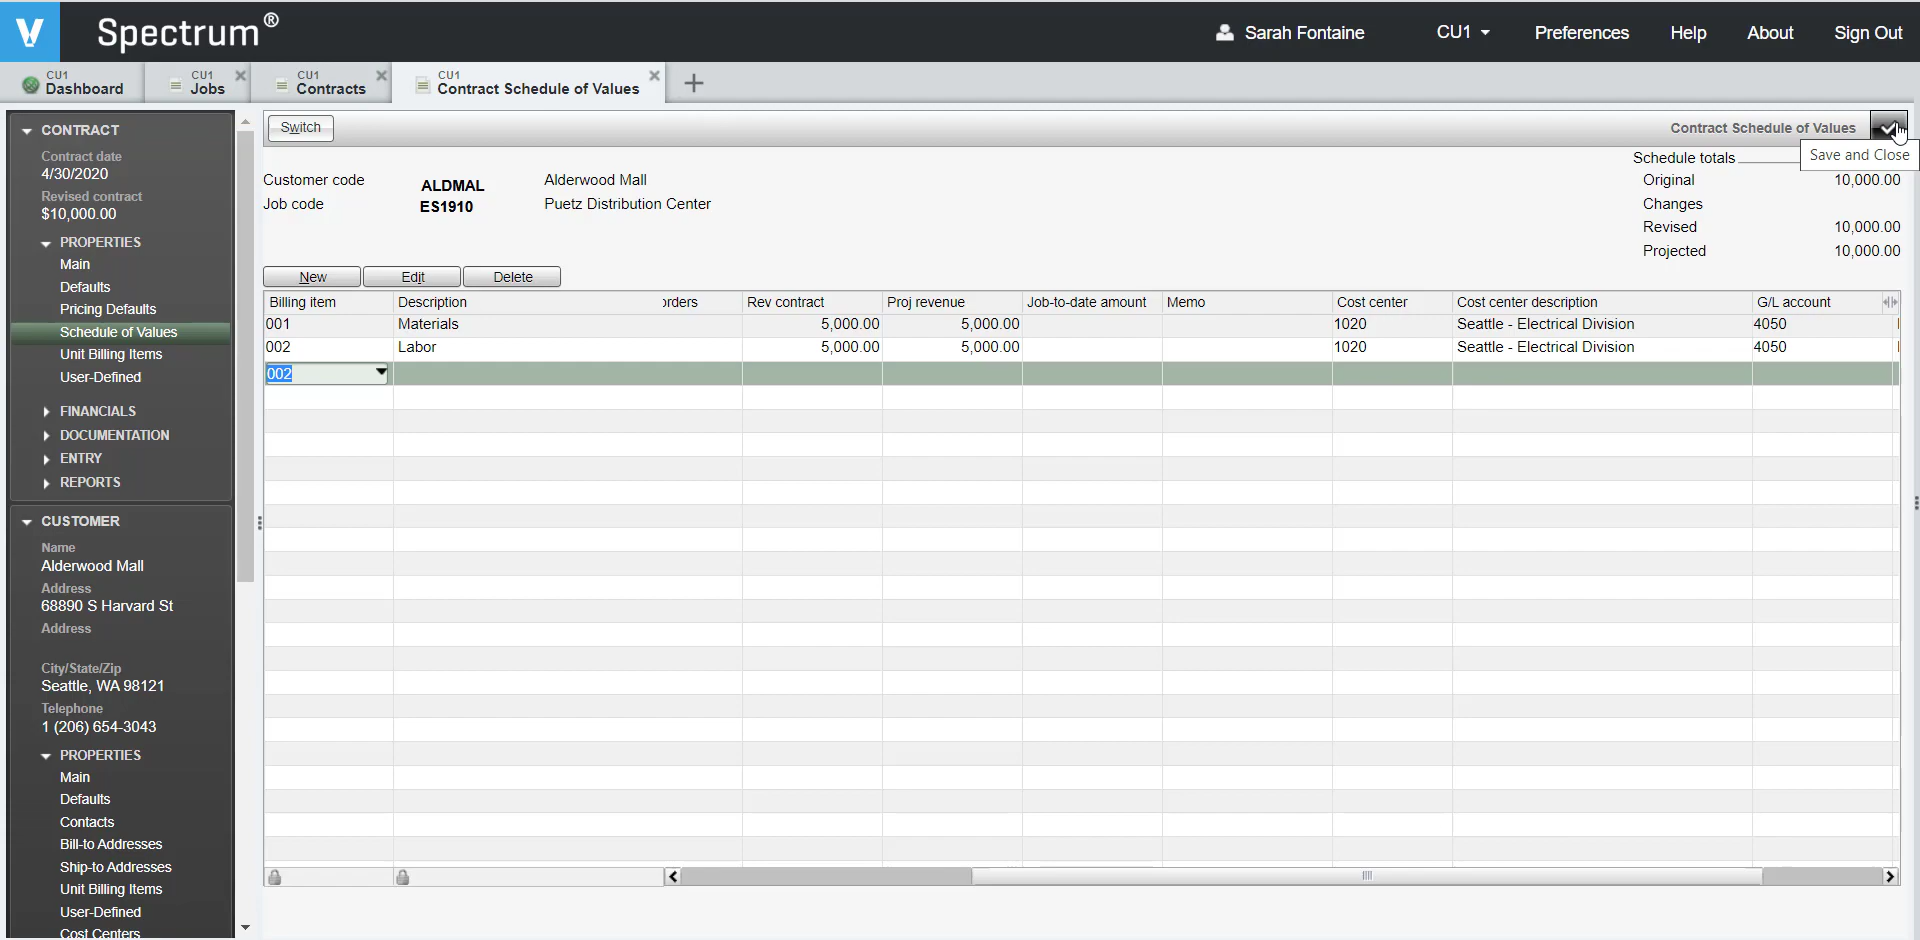 Spectrum®
Sarah Fontaine
CU1
Preferences
Help
About
Sign Out
CU1
Dashboard
CU1
Jobs
CU1
Contracts
CU1
Contract Schedule of Values
CONTRACT
Contract date
4/30/2020
Revised contract
$10,000.00
PROPERTIES
Main
Defaults
Pricing Defaults
Schedule of Values
Unit Billing Items
User-Defined
FINANCIALS
DOCUMENTATION
ENTRY
REPORTS
CUSTOMER
Name
Alderwood Mall
Address
68890 S Harvard St
Address
City/State/Zip
Seattle, WA 98121
Telephone
1 (206) 654-3043
PROPERTIES
Main
Defaults
Contacts
Bill-to Addresses
Ship-to Addresses
Unit Billing Items
User-Defined
Cost Centers
Switch
Contract Schedule of Values
Save and Close
Customer code ALDMAL Alderwood Mall
Job code ES1910 Puetz Distribution Center
Schedule totals
Original 10,000.00
Changes
Revised 10,000.00
Projected 10,000.00
New Edit Delete
Billing item Description orders Rev contract Proj revenue Job-to-date amount Memo Cost center Cost center description G/L account
001 Materials 5,000.00 5,000.00 1020 Seattle - Electrical Division 4050
002 Labor 5,000.00 5,000.00 1020 Seattle - Electrical Division 4050
002